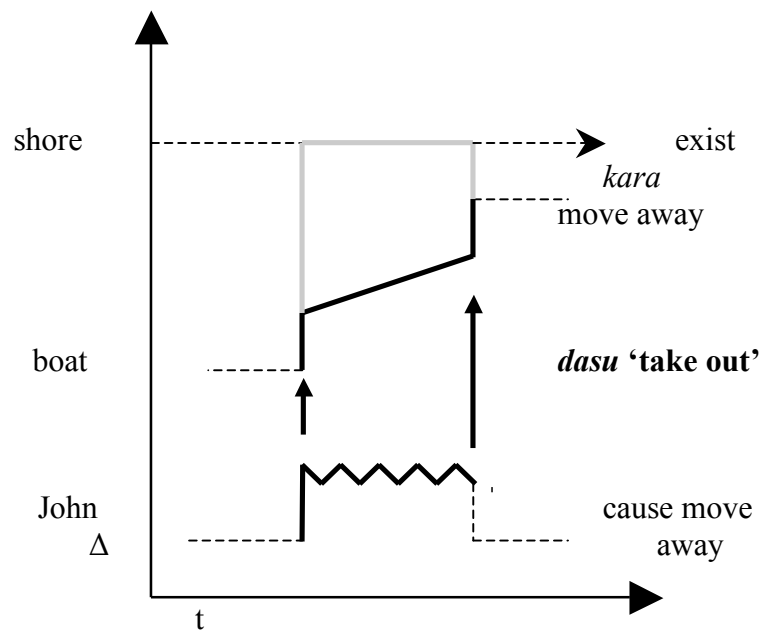 shore
exist
kara
move away
boat
dasu ‘take out’
John
cause move
Δ
away
t